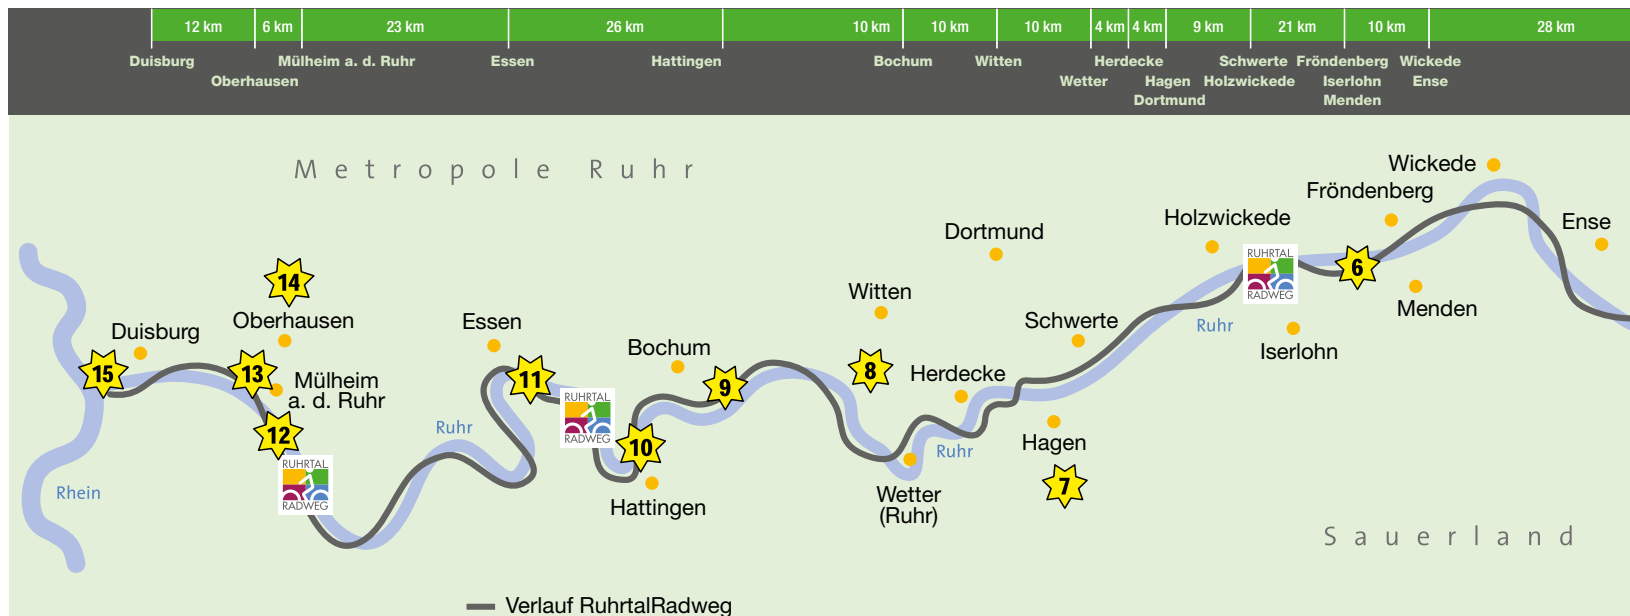 12 km 6 km 23 km 26 km 10 km 10 km 10 km 4 km 4 km 9 km 21 km 10 km 28 km
Duisburg Mülheim a. d. Ruhr Essen Hattingen Bochum Witten Herdecke Schwerte Fröndenberg Wickede
Oberhausen Wetter Hagen Holzwickede Iserlohn Ense
Dortmund Menden
Metropole Ruhr
Wickede
Fröndenberg
Holzwickede
Ense
Dortmund
RUHRTAL
RADWEG
6
14
Witten
Menden
Oberhausen
Duisburg
Essen
Schwerte
Ruhr
Bochum
Iserlohn
15
13
Mülheim
a. d. Ruhr
11
9
8
Herdecke
RUHRTAL
RADWEG
12
Ruhr
10
Ruhr
Hagen
RUHRTAL
RADWEG
Rhein
Hattingen
Wetter
(Ruhr)
7
Sauerland
Verlauf RuhrtalRadweg